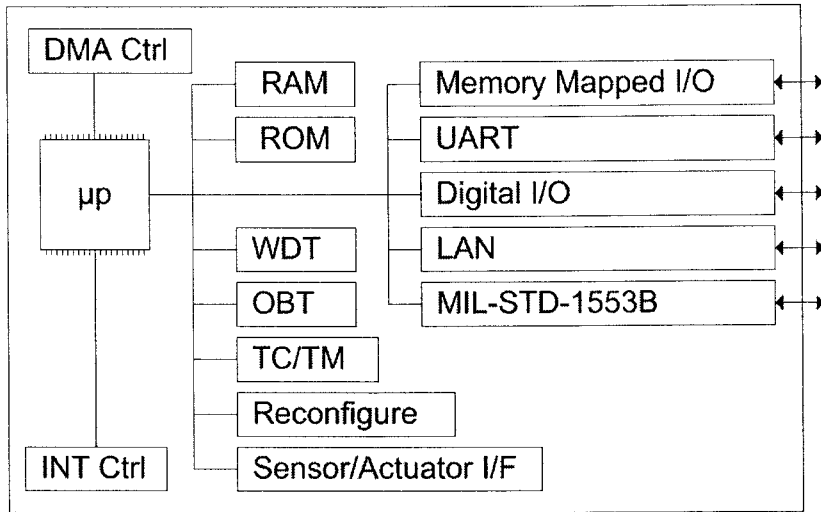 DMA Ctrl
RAM
Memory Mapped I/O
ROM
UART
µp
Digital I/O
WDT
LAN
OBT
MIL-STD-1553B
TC/TM
Reconfigure
INT Ctrl
Sensor/Actuator I/F